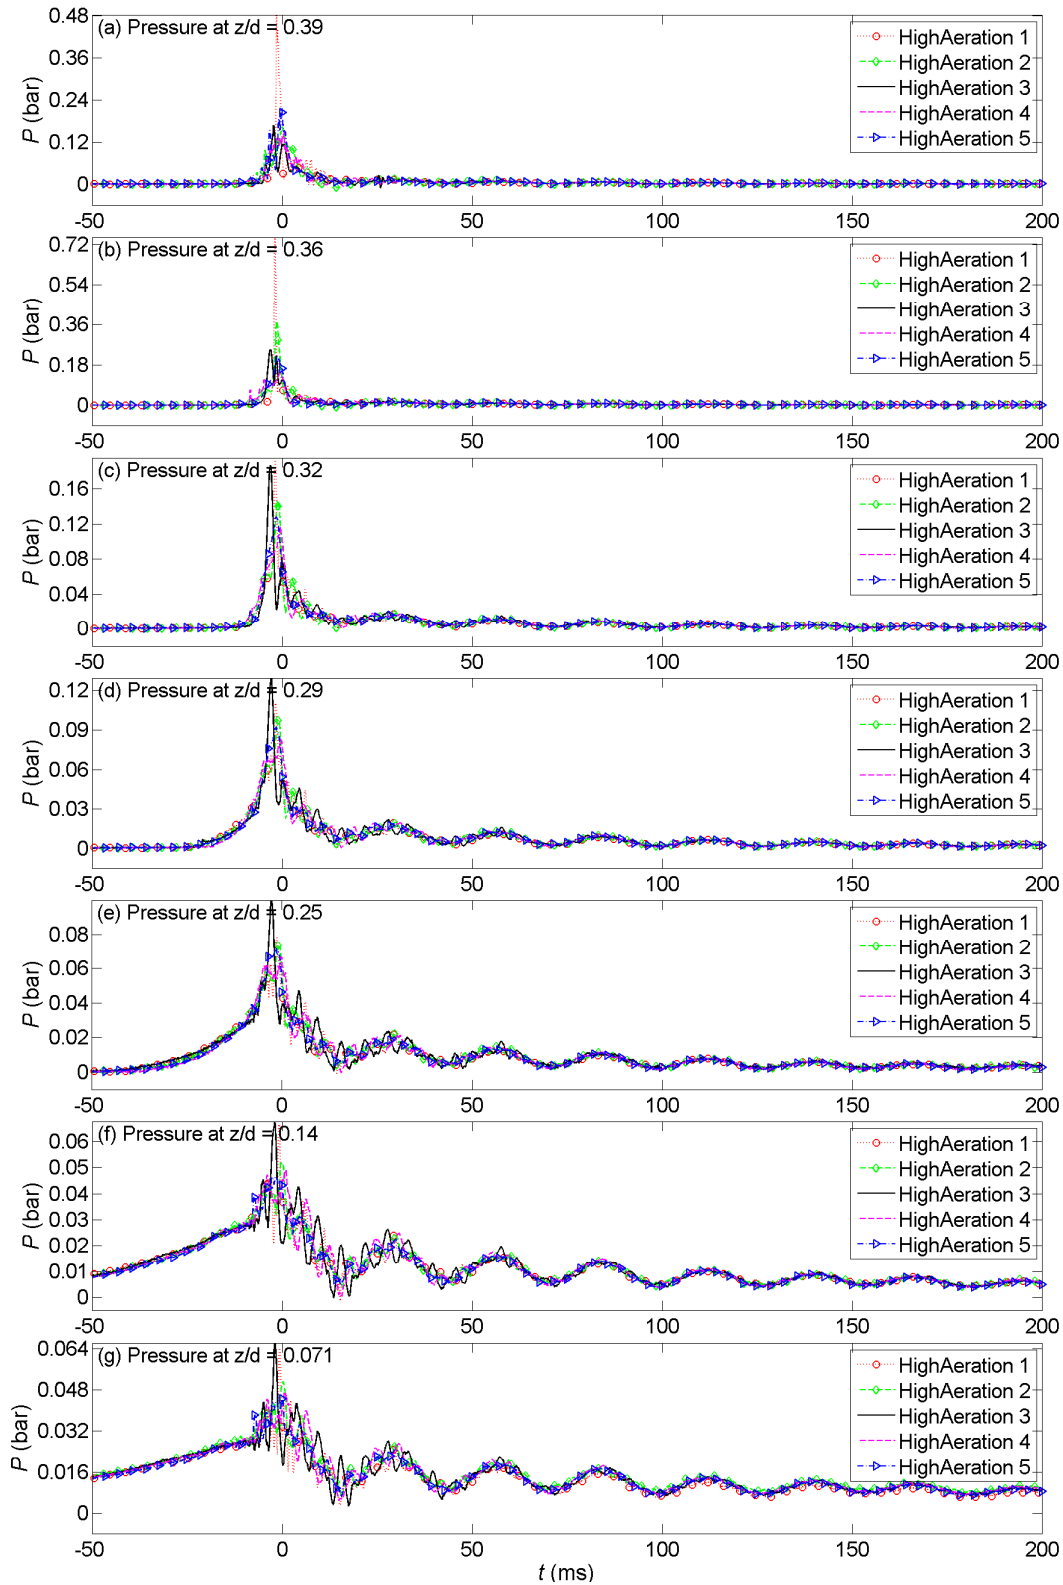 (a) Pressure at z/d = 0.39
P (bar)
0.48
0.36
0.24
0.12
0
HighAeration 1
HighAeration 2
HighAeration 3
HighAeration 4
HighAeration 5
-50 0 50 100 150 200
(b) Pressure at z/d = 0.36
P (bar)
0.72
0.54
0.36
0.18
0
HighAeration 1
HighAeration 2
HighAeration 3
HighAeration 4
HighAeration 5
-50 0 50 100 150 200
(c) Pressure at z/d = 0.32
P (bar)
0.16
0.12
0.08
0.04
0
HighAeration 1
HighAeration 2
HighAeration 3
HighAeration 4
HighAeration 5
-50 0 50 100 150 200
(d) Pressure at z/d = 0.29
P (bar)
0.12
0.09
0.06
0.03
0
HighAeration 1
HighAeration 2
HighAeration 3
HighAeration 4
HighAeration 5
-50 0 50 100 150 200
(e) Pressure at z/d = 0.25
P (bar)
0.08
0.06
0.04
0.02
0
HighAeration 1
HighAeration 2
HighAeration 3
HighAeration 4
HighAeration 5
-50 0 50 100 150 200
(f) Pressure at z/d = 0.14
P (bar)
0.06
0.05
0.04
0.03
0.02
0.01
0
HighAeration 1
HighAeration 2
HighAeration 3
HighAeration 4
HighAeration 5
-50 0 50 100 150 200
(g) Pressure at z/d = 0.071
P (bar)
0.064
0.048
0.032
0.016
0
HighAeration 1
HighAeration 2
HighAeration 3
HighAeration 4
HighAeration 5
-50 0 50 100 150 200
t (ms)